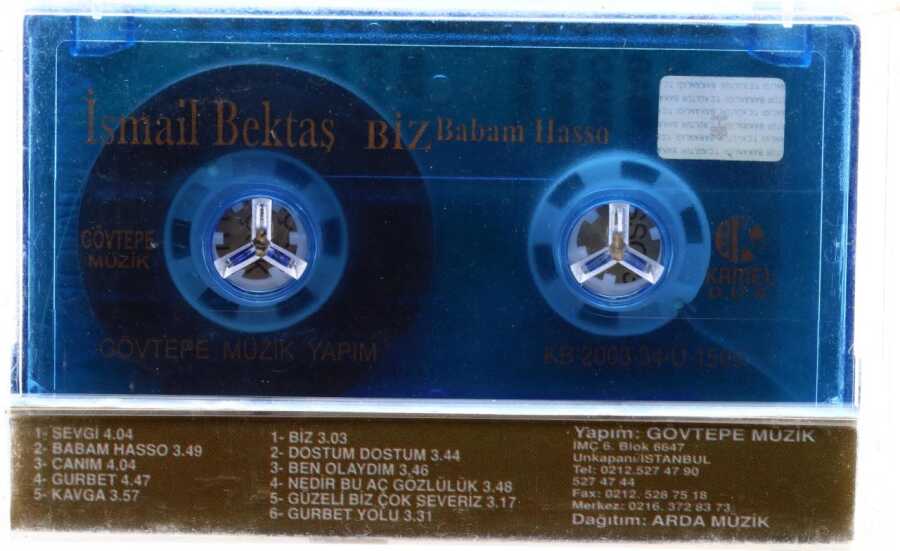 İsmail Bektaş BİZ Babam Hasso
GÖVTEPE
MÜZİK
GÖVTEPE MÜZİK YAPIM
1- SEVGİ 4.04
2- BABAM HASSO 3.49
3- CANIM 4.04
4- GURBET 4.47
5- KAVGA 3.57
1- BİZ 3.03
2- DOSTUM DOSTUM 3.44
3- BEN OLAYDIM 3.46
4- NEDİR BU AÇ GÖZLÜLÜK 3.48
5- GÜZELİ BİZ ÇOK SEVERİZ 3.17
6- GURBET YOLU 3.31
Yapım: GÖVTEPE MÜZİK
İMÇ 6. Blok 6647
Unkapanı/İSTANBUL
Tel: 0212.527 47 90
527 47 44
Fax: 0212. 528 75 18
Merkez: 0216. 372 83 73
Dağıtım: ARDA MÜZİK